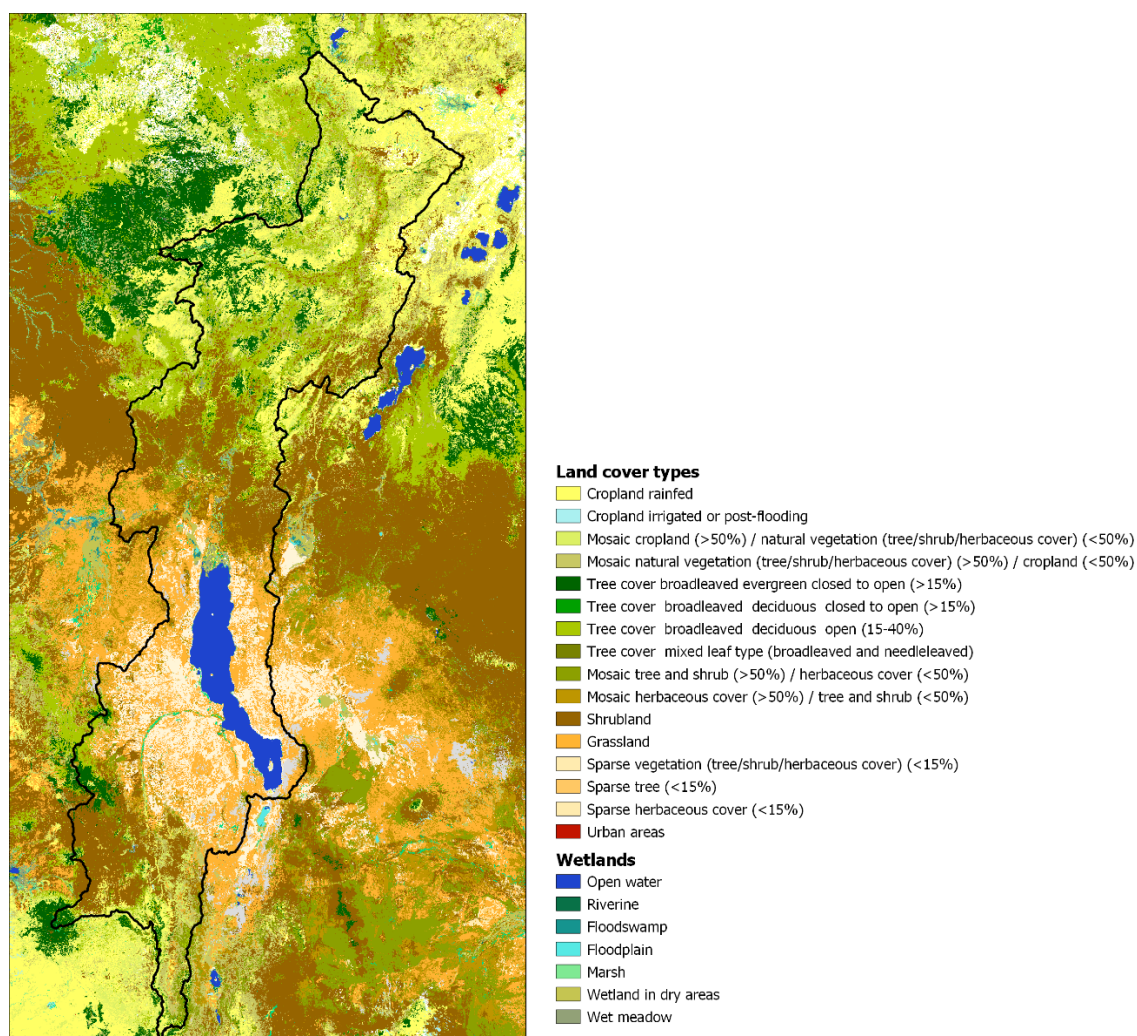 Land cover types
Cropland rainfed
Cropland irrigated or post-flooding
Mosaic cropland (>50%) / natural vegetation (tree/shrub/herbaceous cover) (<50%)
Mosaic natural vegetation (tree/shrub/herbaceous cover) (>50%) / cropland (<50%)
Tree cover broadleaved evergreen closed to open (>15%)
Tree cover broadleaved deciduous closed to open (>15%)
Tree cover broadleaved deciduous open (15-40%)
Tree cover mixed leaf type (broadleaved and needleleaved)
Mosaic tree and shrub (>50%) / herbaceous cover (<50%)
Mosaic herbaceous cover (>50%) / tree and shrub (<50%)
Shrubland
Grassland
Sparse vegetation (tree/shrub/herbaceous cover) (<15%)
Sparse tree (<15%)
Sparse herbaceous cover (<15%)
Urban areas
Wetlands
Open water
Riverine
Floodswamp
Floodplain
Marsh
Wetland in dry areas
Wet meadow